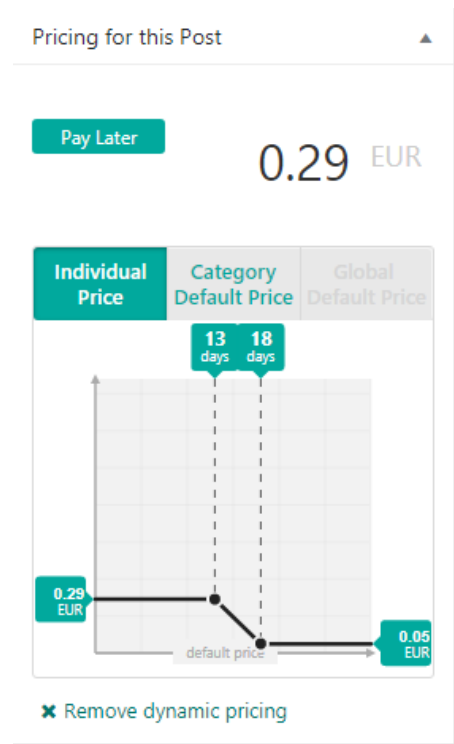 Pricing for this Post
Pay Later
0.29 EUR
Individual Price
Category Default Price
Global Default Price
13 days
18 days
0.29 EUR
0.05 EUR
default price
Remove dynamic pricing